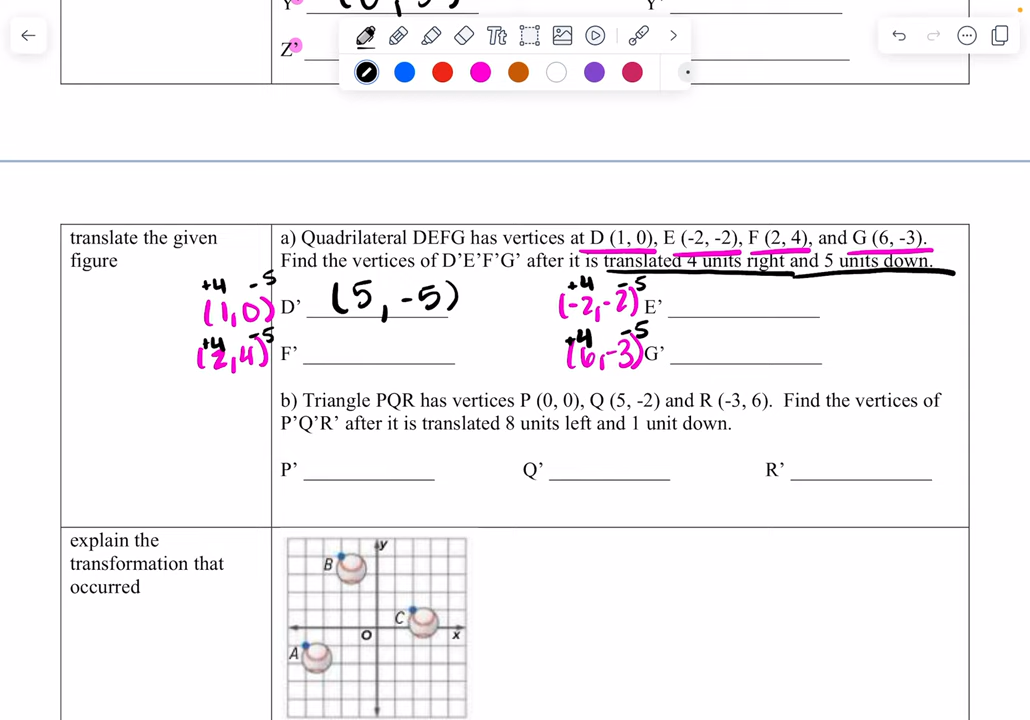 Z'
Tt
translate the given
figure
a) Quadrilateral DEFG has vertices at D (1, 0), E (-2, -2), F (2, 4), and G (6, -3).
Find the vertices of D'E'F'G' after it is translated 4 units right and 5 units down.
+4 -5
(1,0) D' (5, -5)
+4 -5
(-2,-2) E'
+4 -5
(2,4) F'
+4 -5
(6,-3) G'
b) Triangle PQR has vertices P (0, 0), Q (5, -2) and R (-3, 6). Find the vertices of
P'Q'R' after it is translated 8 units left and 1 unit down.
P' Q' R'
explain the
transformation that
occurred
y
B
C
O x
A